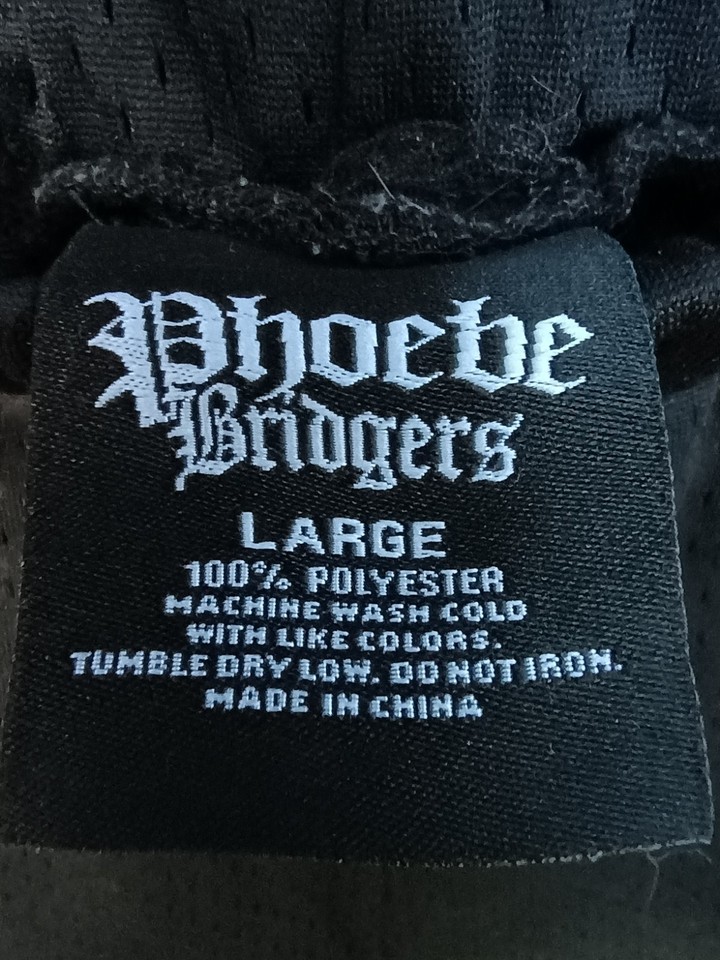 Phoebe
Bridgers
LARGE
100% POLYESTER
MACHINE WASH COLD
WITH LIKE COLORS.
TUMBLE DRY LOW. DO NOT IRON.
MADE IN CHINA